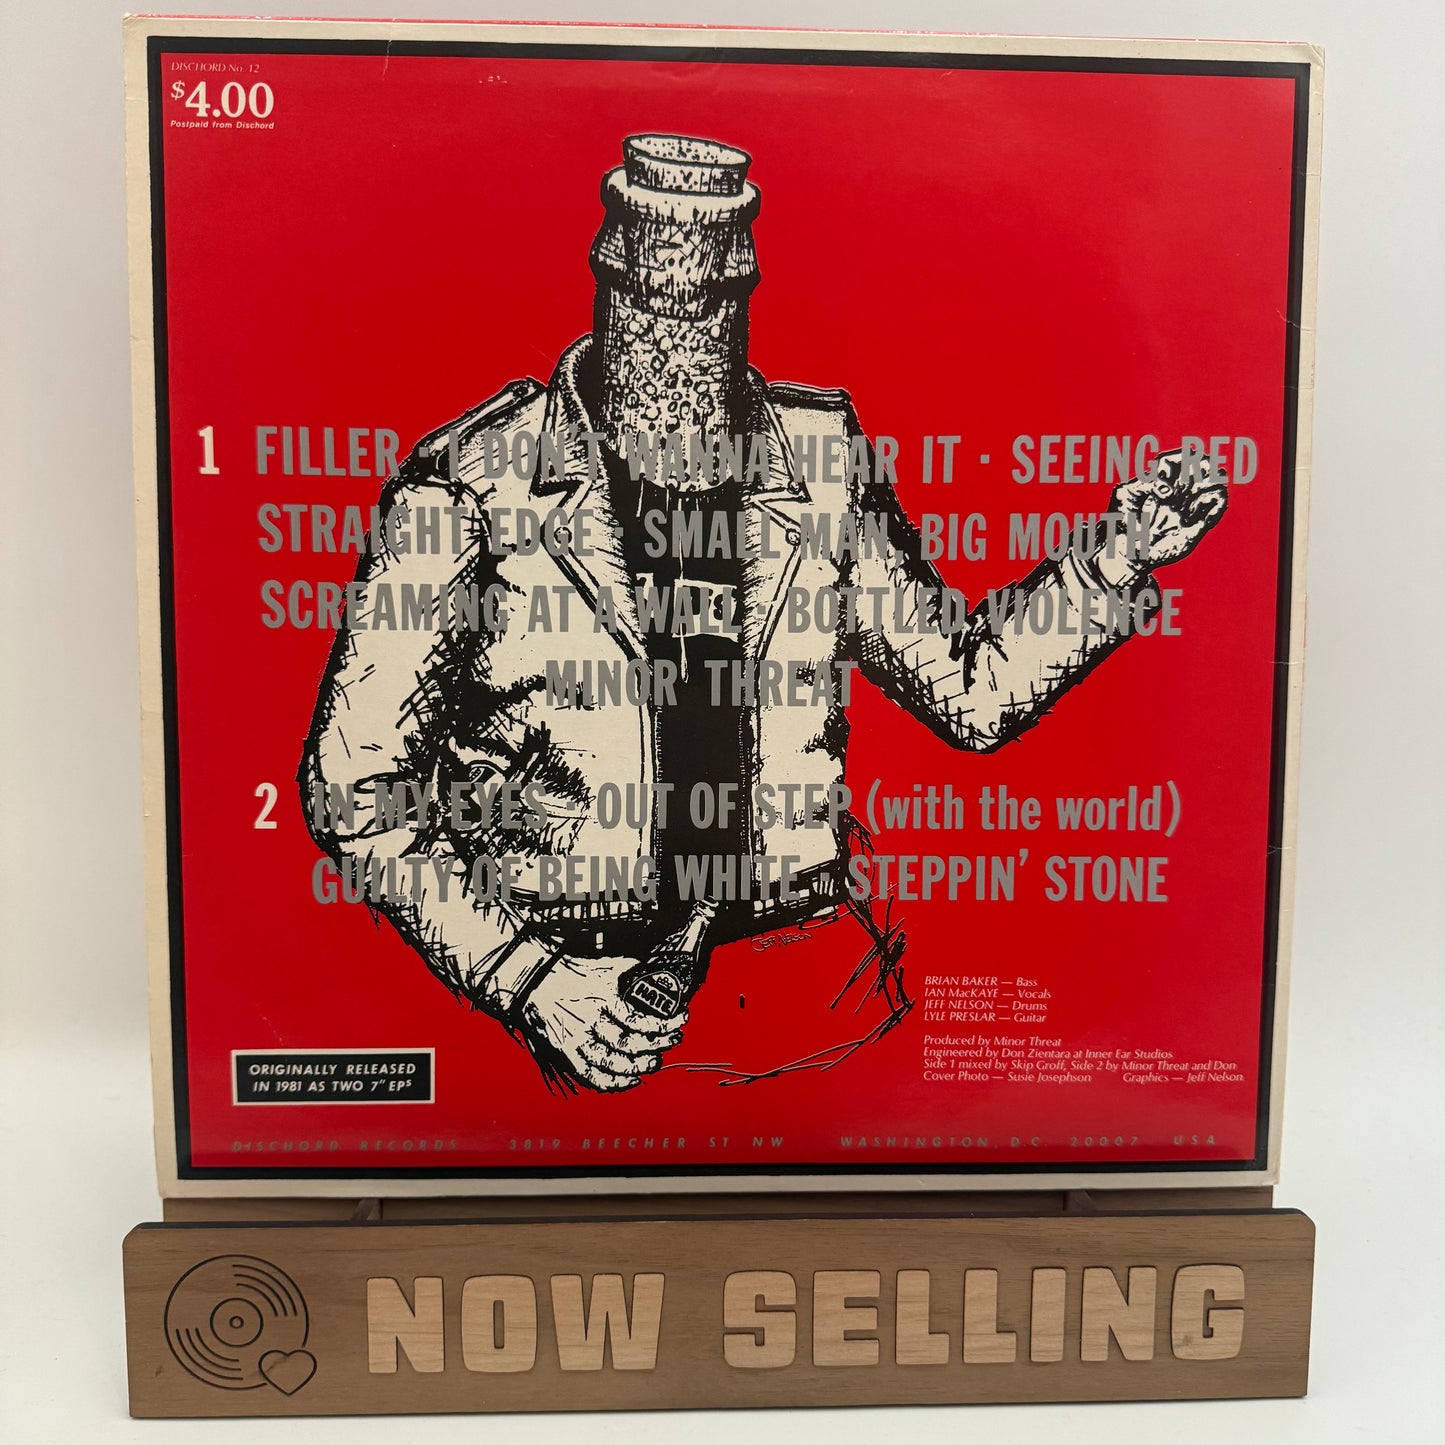 DISCHORD No. 12
$4.00
Postpaid from Dischord
1 FILLER · I DON'T WANNA HEAR IT · SEEING RED
STRAIGHT EDGE · SMALL MAN, BIG MOUTH
SCREAMING AT A WALL · BOTTLED VIOLENCE
MINOR THREAT
2 IN MY EYES · OUT OF STEP (with the world)
GUILTY OF BEING WHITE · STEPPIN' STONE
JEFF NELSON
HATE
BRIAN BAKER — Bass
IAN MacKAYE — Vocals
JEFF NELSON — Drums
LYLE PRESLAR — Guitar
Produced by Minor Threat
Engineered by Don Zientara at Inner Ear Studios
Side 1 mixed by Skip Groff, Side 2 by Minor Threat and Don
Cover Photo — Susie Josephson Graphics — Jeff Nelson
ORIGINALLY RELEASED
IN 1981 AS TWO 7" EPs
DISCHORD RECORDS 3819 BEECHER ST. NW WASHINGTON, D.C. 20007 USA
NOW SELLING